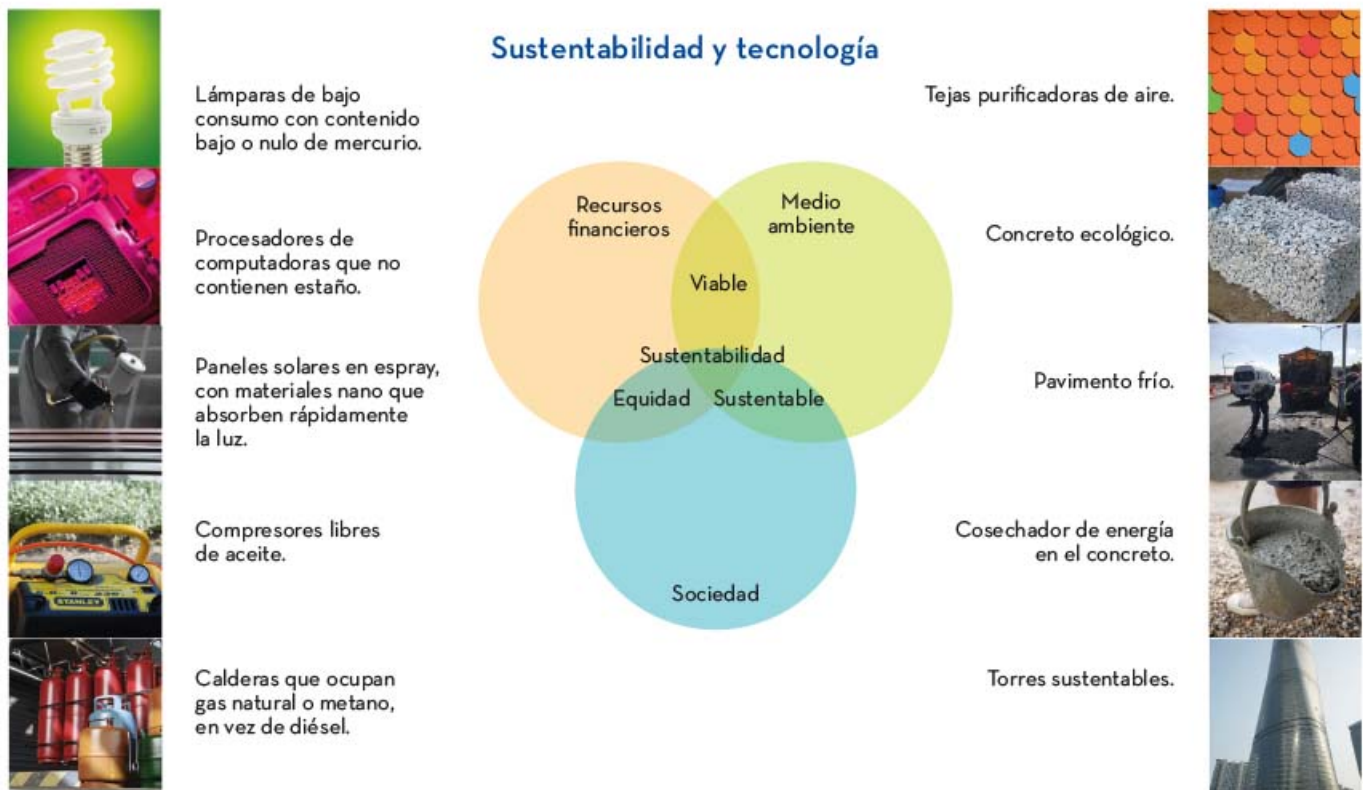 Sustentabilidad y tecnología
Lámparas de bajo
consumo con contenido
bajo o nulo de mercurio.
Procesadores de
computadoras que no
contienen estaño.
Paneles solares en espray,
con materiales nano que
absorben rápidamente
la luz.
Compresores libres
de aceite.
Calderas que ocupan
gas natural o metano,
en vez de diésel.
Recursos
financieros
Medio
ambiente
Viable
Sustentabilidad
Equidad
Sustentable
Sociedad
Tejas purificadoras de aire.
Concreto ecológico.
Pavimento frío.
Cosechador de energía
en el concreto.
Torres sustentables.
STANLEY